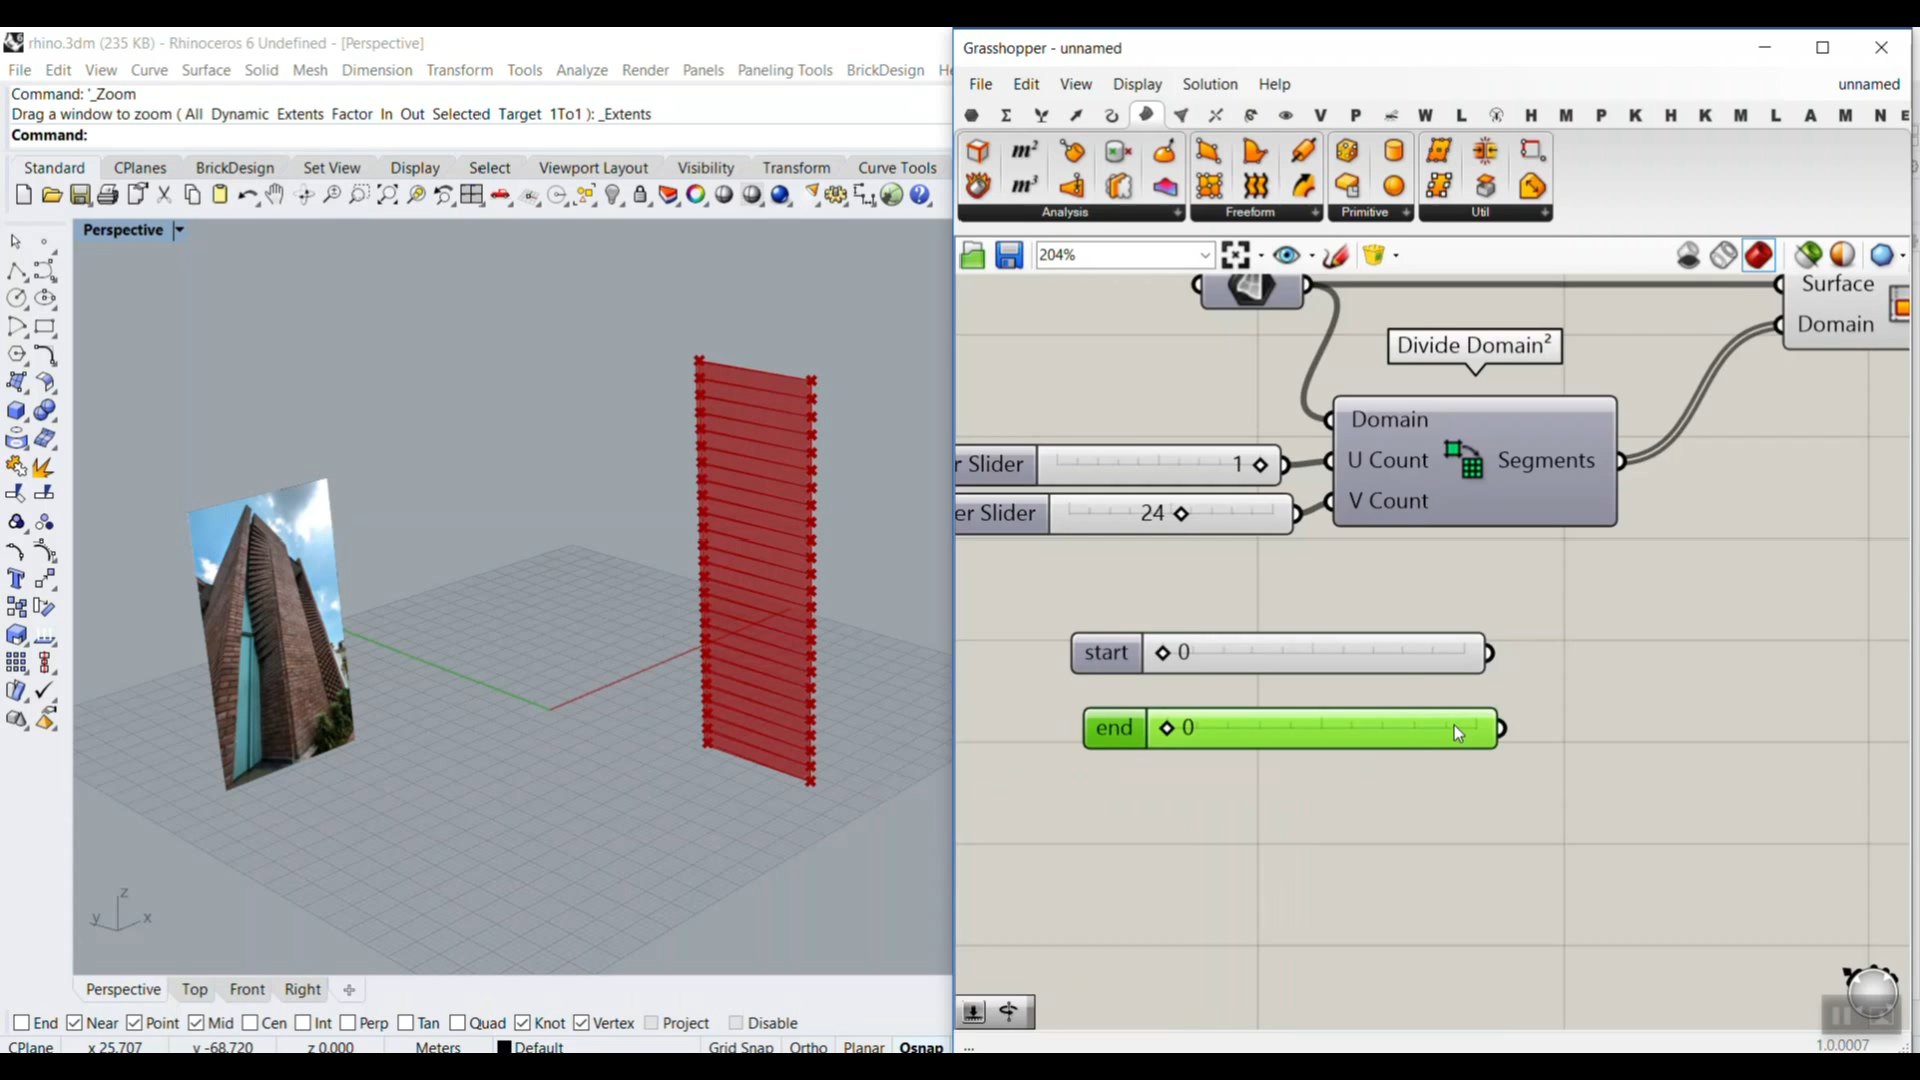 rhino.3dm (235 KB) - Rhinoceros 6 Undefined - [Perspective]
File Edit View Curve Surface Solid Mesh Dimension Transform Tools Analyze Render Panels Paneling Tools BrickDesign He
Command: '_Zoom
Drag a window to zoom ( All Dynamic Extents Factor In Out Selected Target 1To1 ): _Extents
Command:
Standard CPlanes BrickDesign Set View Display Select Viewport Layout Visibility Transform Curve Tools
Perspective
z
y x
Perspective Top Front Right
End Near Point Mid Cen Int Perp Tan Quad Knot Vertex Project Disable
CPlane x 25.707 y -68.720 z 0.000 Meters Default Grid Snap Ortho Planar Osnap
Grasshopper - unnamed
File Edit View Display Solution Help unnamed
V P W L H M P K H K M L A M N E
m²
m³
Analysis Freeform Primitive Util
204%
Surface
Domain
Divide Domain²
Domain
U Count
V Count
Segments
r Slider 1
er Slider 24
start 0
end 0
...
1.0.0007